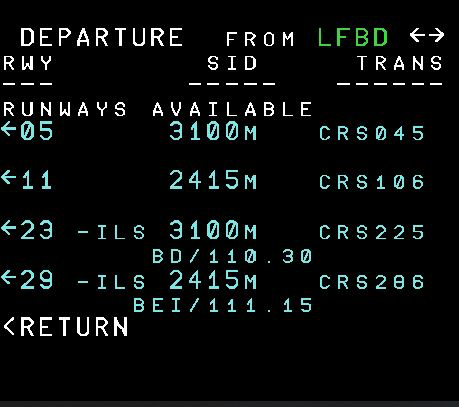 DEPARTURE FROM LFBD ←→
RWY SID TRANS
--- ----- ------
RUNWAYS AVAILABLE
←05 3100M CRS045
←11 2415M CRS106
←23 -ILS 3100M CRS225
BD/110.30
←29 -ILS 2415M CRS286
BEI/111.15
<RETURN